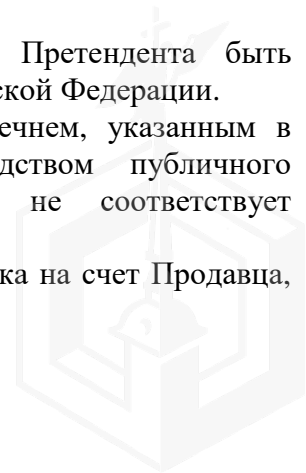 Претендента быть
ской Федерации.
ечнем, указанным в
дством публичного
не соответствует
ка на счет Продавца,